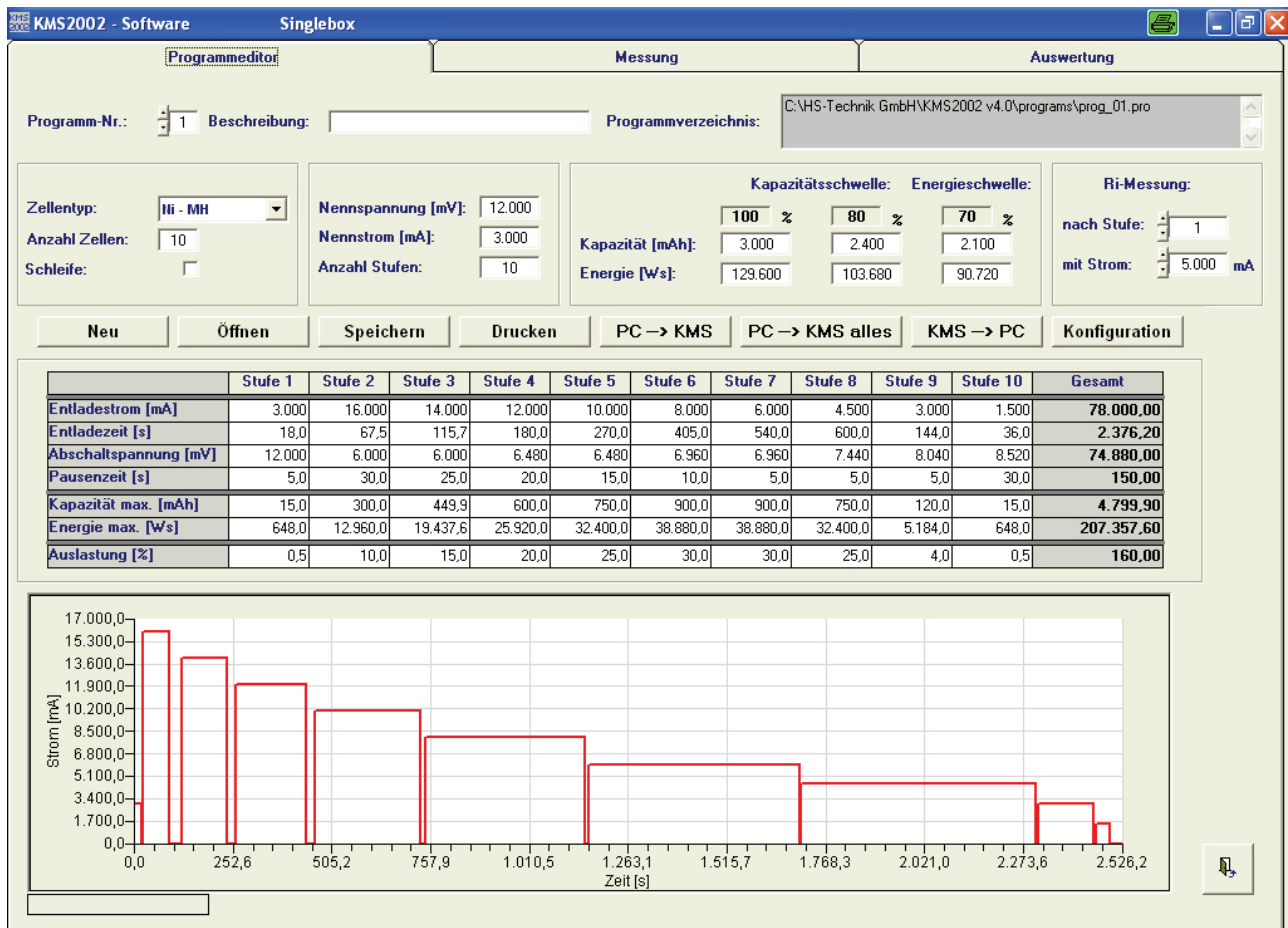 KMS2002 - Software Singlebox
Programmeditor Messung Auswertung
Programm-Nr.: 1 Beschreibung: Programmverzeichnis: C:\HS-Technik GmbH\KMS2002 v4.0\programs\prog_01.pro
Zellentyp: Ni - MH
Anzahl Zellen: 10
Schleife:
Nennspannung [mV]: 12.000
Nennstrom [mA]: 3.000
Anzahl Stufen: 10
Kapazitätsschwelle: Energieschwelle:
100 % 80 % 70 %
Kapazität [mAh]: 3.000 2.400 2.100
Energie [Ws]: 129.600 103.680 90.720
Ri-Messung:
nach Stufe: 1
mit Strom: 5.000 mA
Neu Öffnen Speichern Drucken PC -> KMS PC -> KMS alles KMS -> PC Konfiguration
Stufe 1 Stufe 2 Stufe 3 Stufe 4 Stufe 5 Stufe 6 Stufe 7 Stufe 8 Stufe 9 Stufe 10 Gesamt
Entladestrom [mA] 3.000 16.000 14.000 12.000 10.000 8.000 6.000 4.500 3.000 1.500 78.000,00
Entladezeit [s] 18,0 67,5 115,7 180,0 270,0 405,0 540,0 600,0 144,0 36,0 2.376,20
Abschaltspannung [mV] 12.000 6.000 6.000 6.480 6.480 6.960 6.960 7.440 8.040 8.520 74.880,00
Pausenzeit [s] 5,0 30,0 25,0 20,0 15,0 10,0 5,0 5,0 5,0 30,0 150,00
Kapazität max. [mAh] 15,0 300,0 449,9 600,0 750,0 900,0 900,0 750,0 120,0 15,0 4.799,90
Energie max. [Ws] 648,0 12.960,0 19.437,6 25.920,0 32.400,0 38.880,0 38.880,0 32.400,0 5.184,0 648,0 207.357,60
Auslastung [%] 0,5 10,0 15,0 20,0 25,0 30,0 30,0 25,0 4,0 0,5 160,00
Strom [mA]
17.000,0
15.300,0
13.600,0
11.900,0
10.200,0
8.500,0
6.800,0
5.100,0
3.400,0
1.700,0
0,0
0,0 252,6 505,2 757,9 1.010,5 1.263,1 1.515,7 1.768,3 2.021,0 2.273,6 2.526,2
Zeit [s]